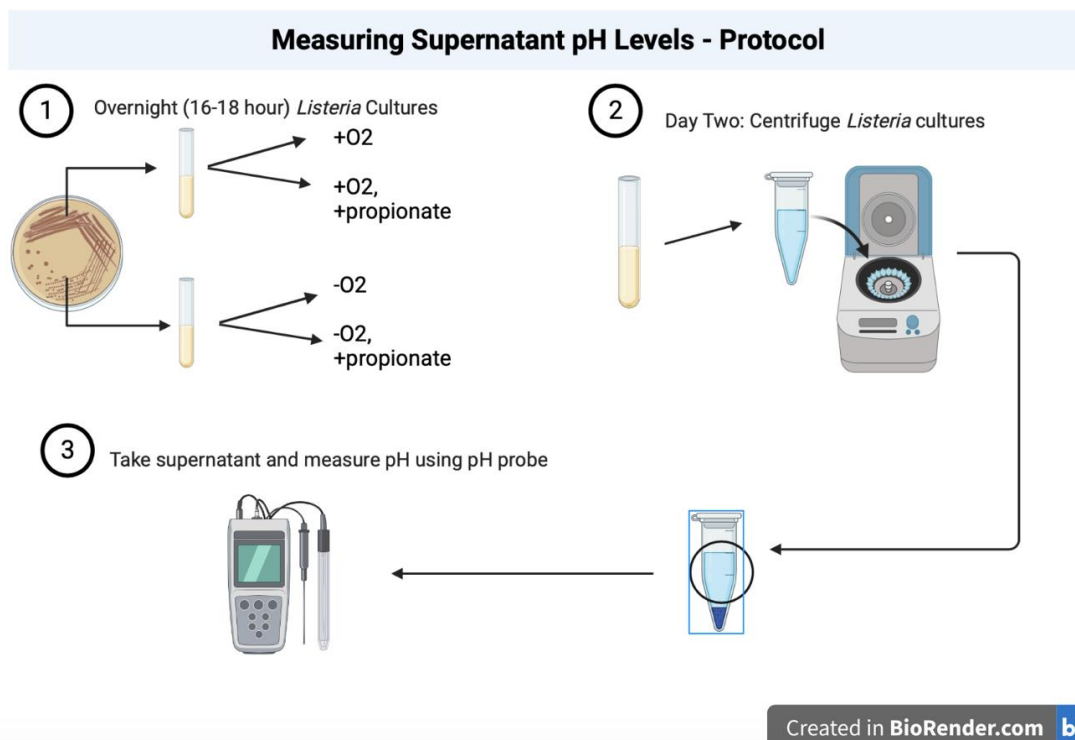 Measuring Supernatant pH Levels - Protocol
1
Overnight (16-18 hour) Listeria Cultures
+O2
+O2,
+propionate
-O2
-O2,
+propionate
2
Day Two: Centrifuge Listeria cultures
3
Take supernatant and measure pH using pH probe
Created in BioRender.com b